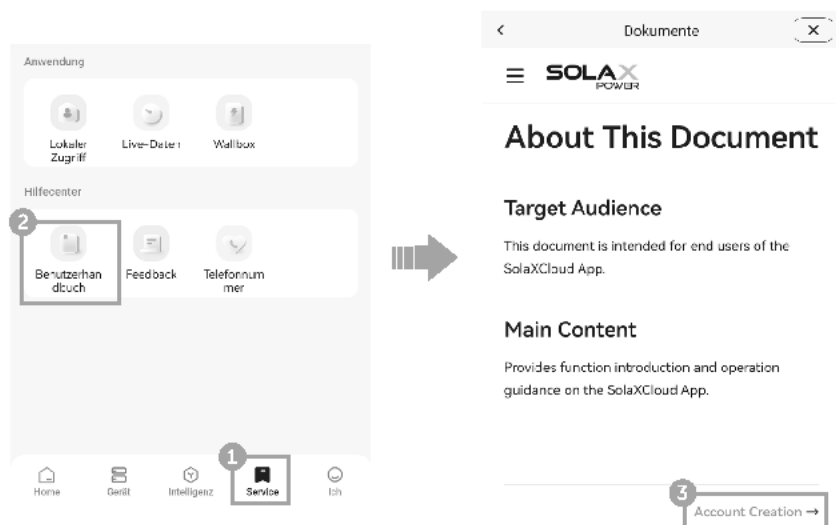 Anwendung
Lokaler Zugriff
Live-Daten
Wallbox
Hilfecenter
2
Benutzerhan
dbuch
Feedback
Telefonnum
mer
1
Home
Gerät
Intelligenz
Service
Ich
Dokumente
SOLAX
POWER
About This Document
Target Audience
This document is intended for end users of the
SolaXCloud App.
Main Content
Provides function introduction and operation
guidance on the SolaXCloud App.
3
Account Creation →